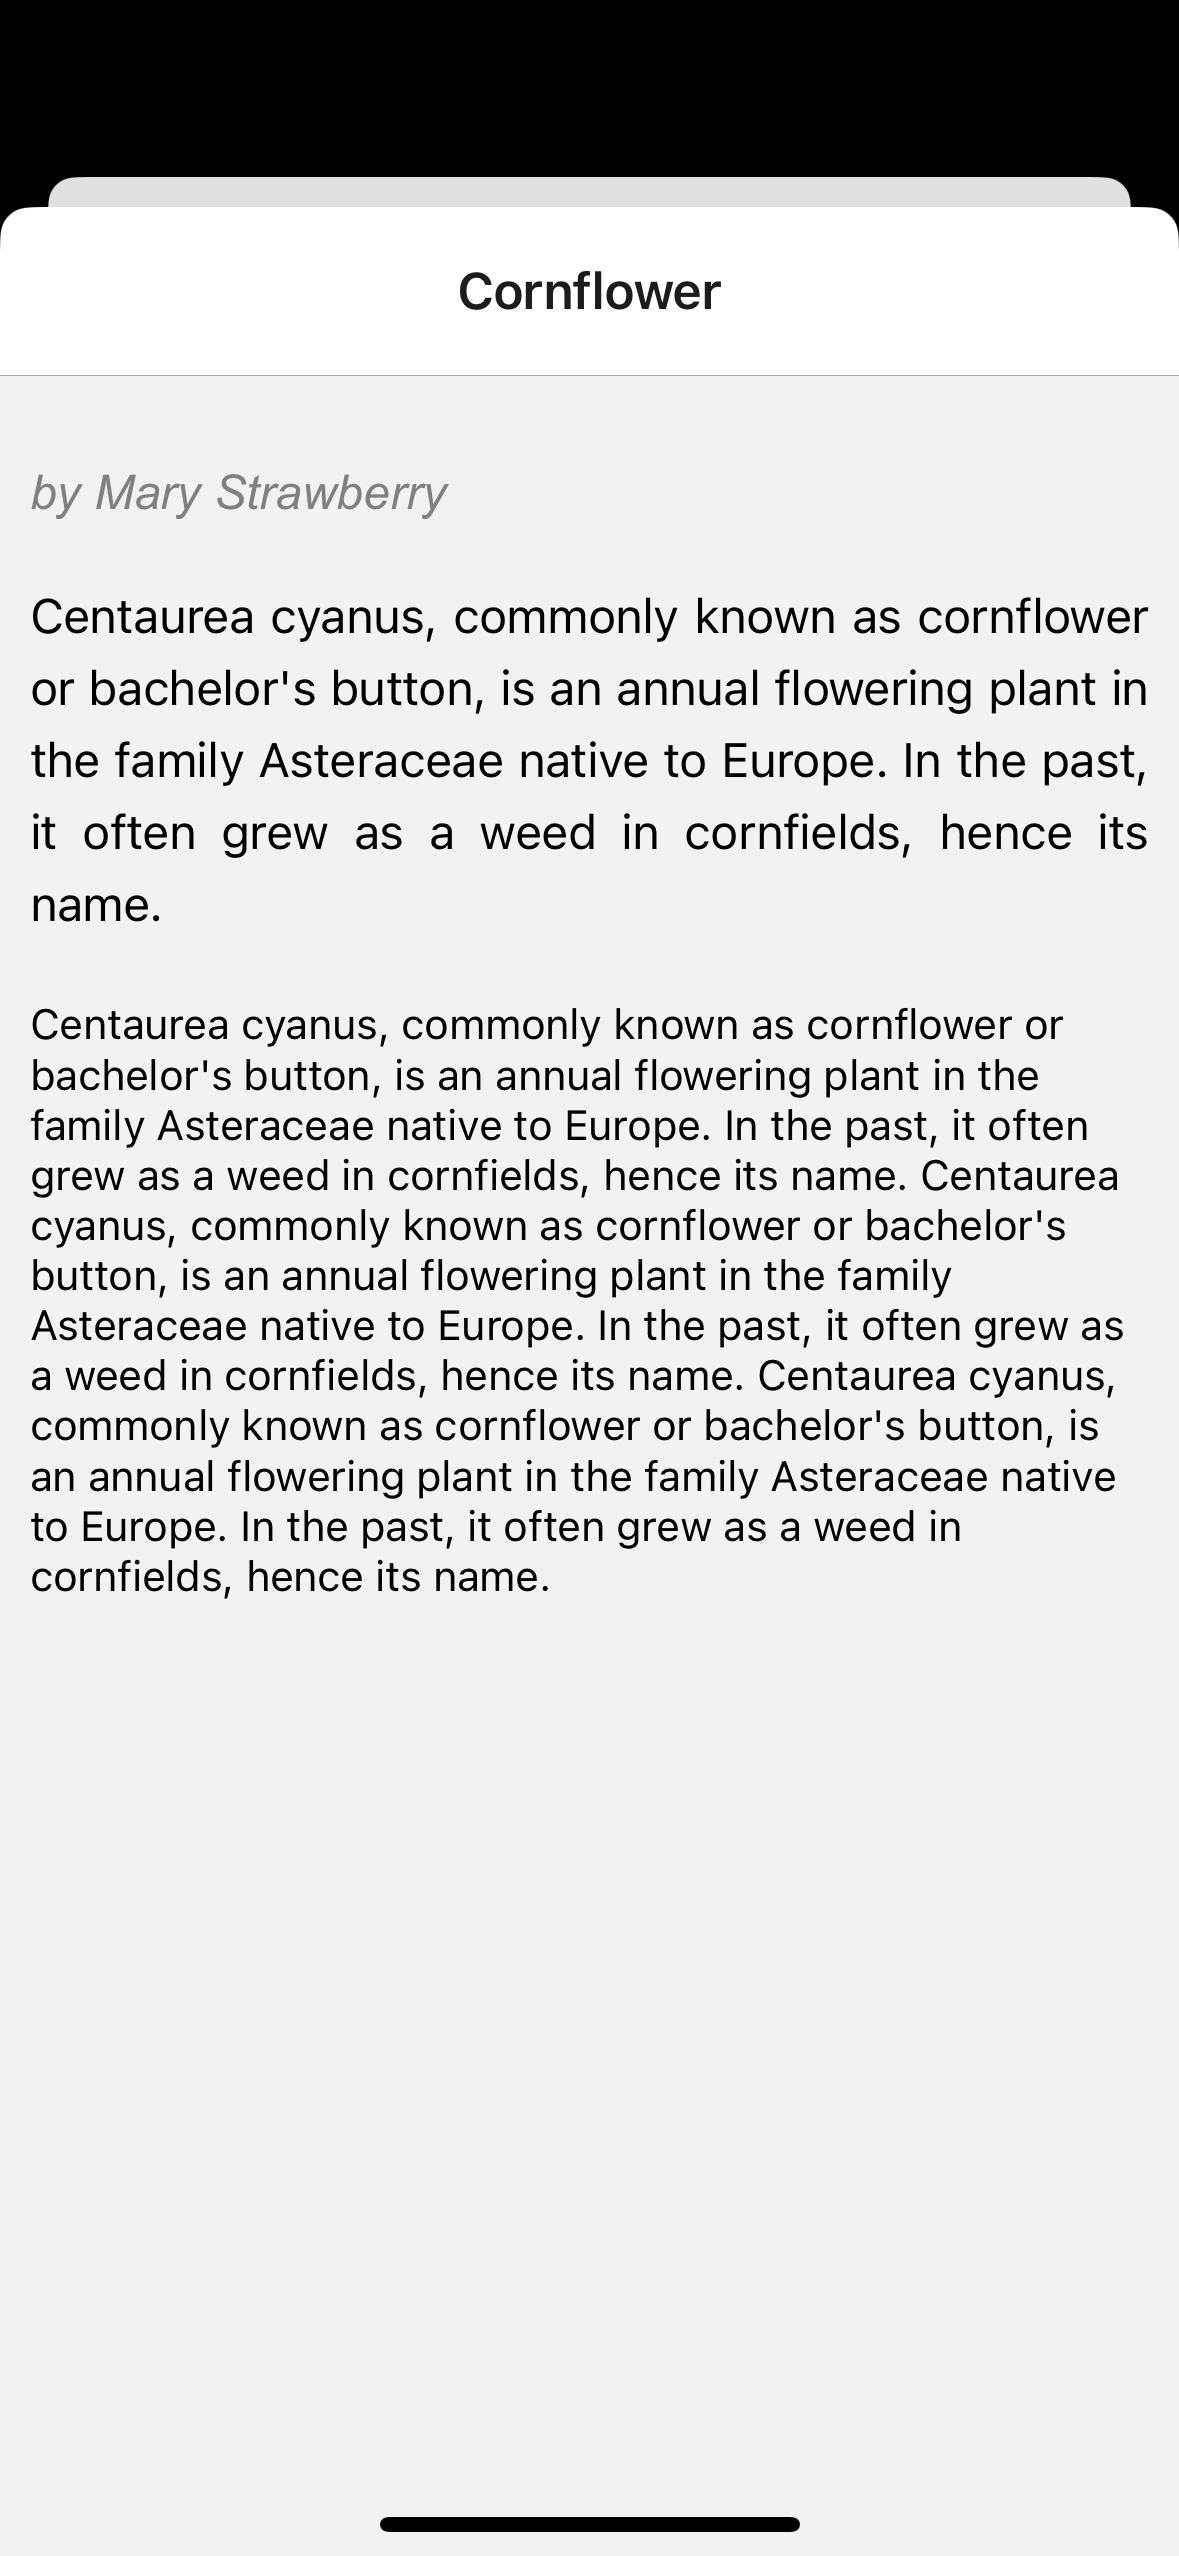 Cornflower
by Mary Strawberry
Centaurea cyanus, commonly known as cornflower
or bachelor's button, is an annual flowering plant in
the family Asteraceae native to Europe. In the past,
it often grew as a weed in cornfields, hence its
name.
Centaurea cyanus, commonly known as cornflower or
bachelor's button, is an annual flowering plant in the
family Asteraceae native to Europe. In the past, it often
grew as a weed in cornfields, hence its name. Centaurea
cyanus, commonly known as cornflower or bachelor's
button, is an annual flowering plant in the family
Asteraceae native to Europe. In the past, it often grew as
a weed in cornfields, hence its name. Centaurea cyanus,
commonly known as cornflower or bachelor's button, is
an annual flowering plant in the family Asteraceae native
to Europe. In the past, it often grew as a weed in
cornfields, hence its name.